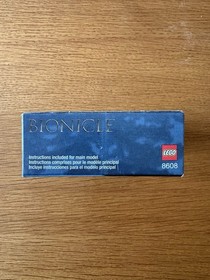 BIONICLE
LEGO
Instructions included for main model
Instructions comprises pour le modèle principal
Incluye instrucciones para el modelo principal
8608